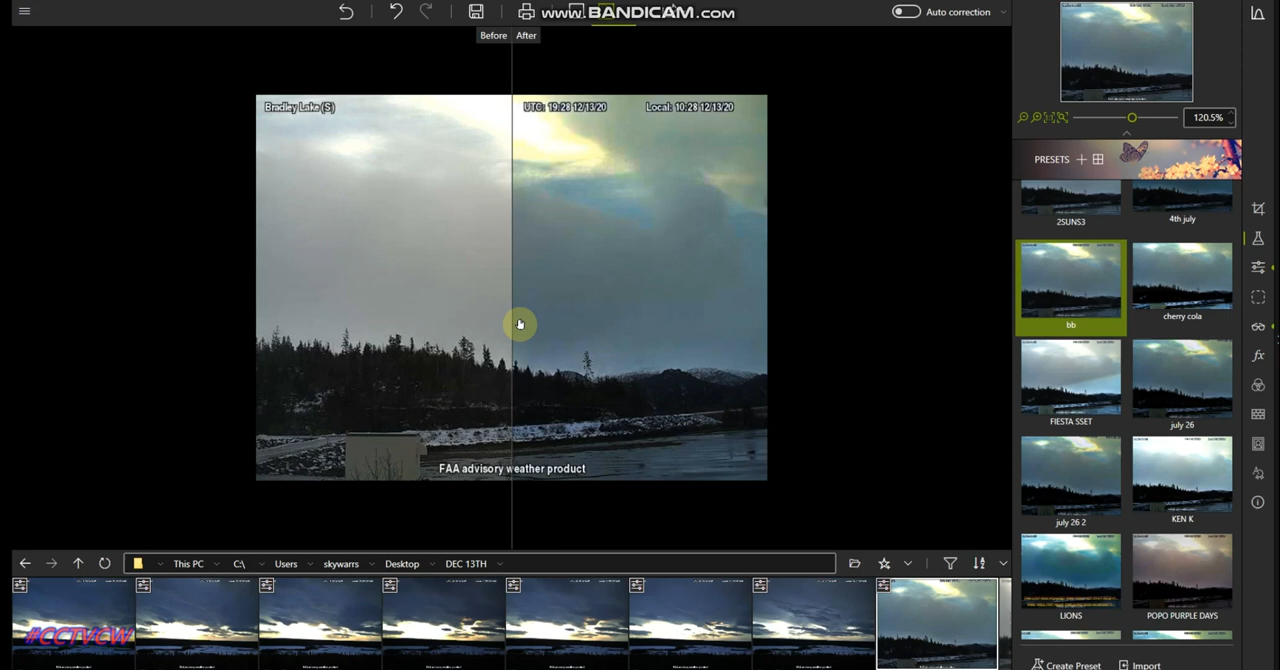 www.BANDICAM.com
Auto correction
Before
After
Bradley Lake (S)
UTC: 19:28 12/13/20
Local: 10:28 12/13/20
FAA advisory weather product
120.5%
PRESETS
2SUNS3
4th july
bb
cherry cola
FIESTA SSET
july 26
july 26 2
KEN K
LIONS
POPO PURPLE DAYS
Create Preset
Import
This PC
C:\
Users
skywarrs
Desktop
DEC 13TH
#CCTVCW